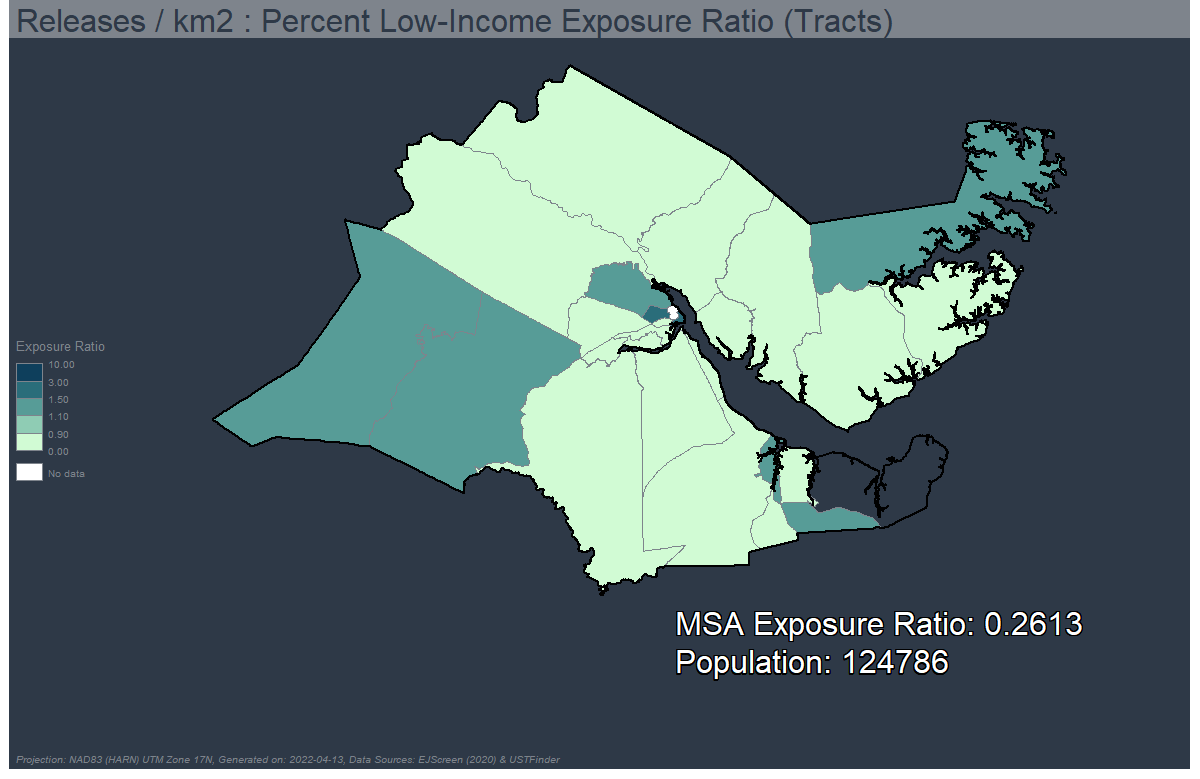 Releases / km2 : Percent Low-Income Exposure Ratio (Tracts)
Exposure Ratio
10.00
3.00
1.50
1.10
0.90
0.00
No data
MSA Exposure Ratio: 0.2613
Population: 124786
Projection: NAD83 (HARN) UTM Zone 17N, Generated on: 2022-04-13, Data Sources: EJScreen (2020) & USTFinder